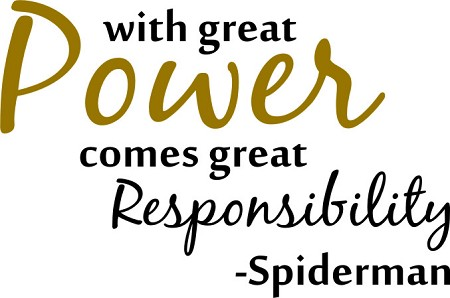 with great
Power
comes great
Responsibility
-Spiderman